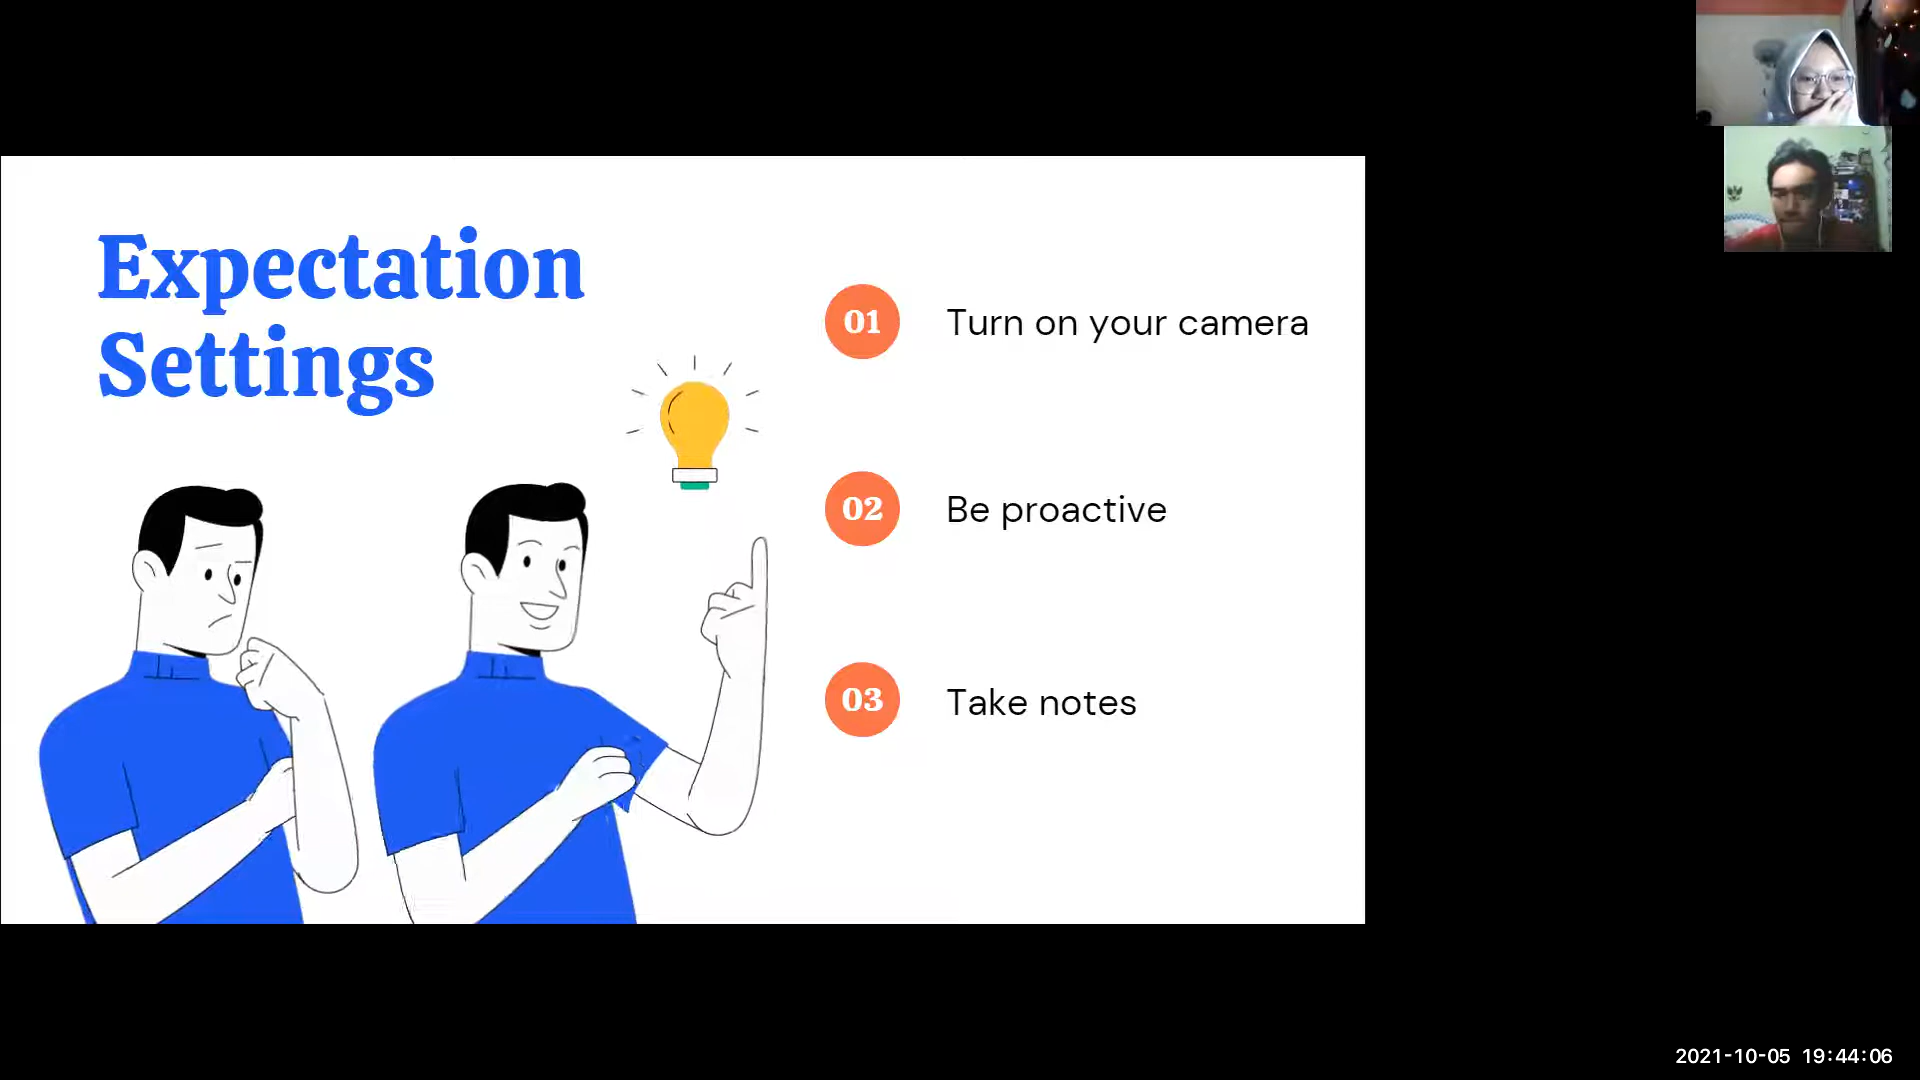 Expectation
Settings
01 Turn on your camera
02 Be proactive
03 Take notes
2021-10-05 19:44:06